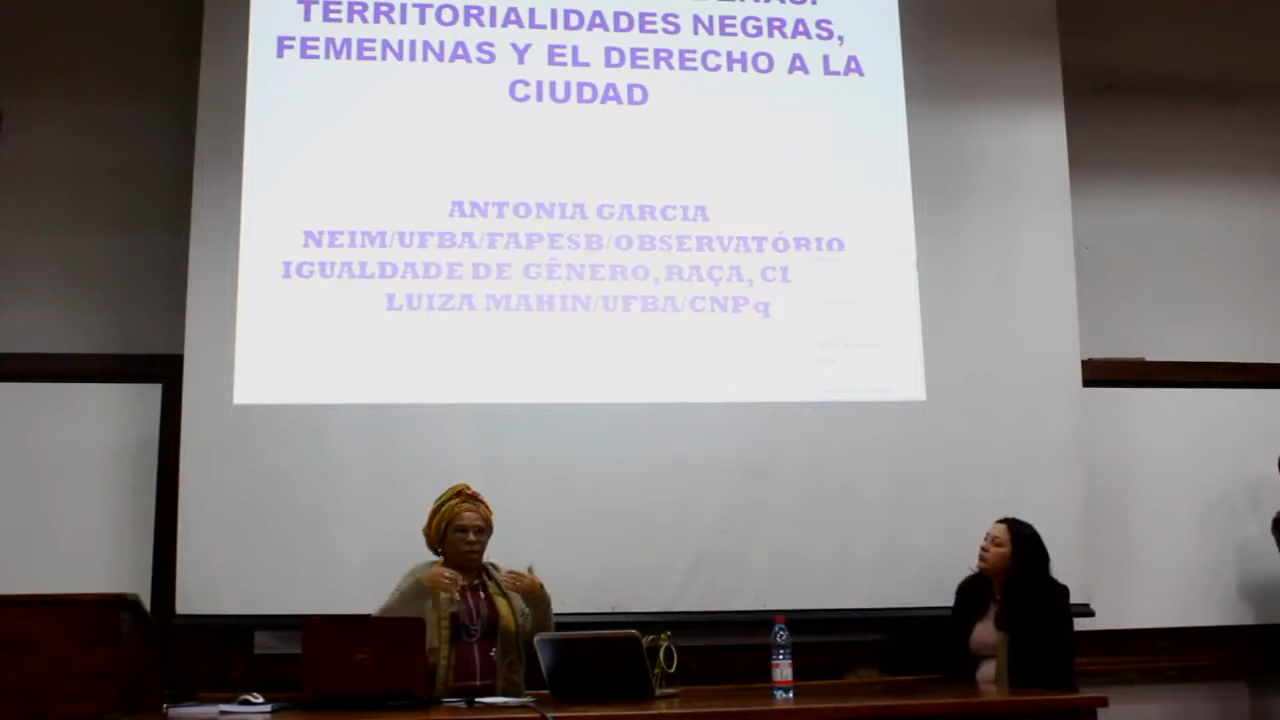 TERRITORIALIDADES NEGRAS,
FEMENINAS Y EL DERECHO A LA
CIUDAD
ANTONIA GARCIA
NEIM/UFBA/FAPESB/OBSERVATÓRIO
IGUALDADE DE GÊNERO, RAÇA, CI
LUIZA MAHIN/UFBA/CNPq